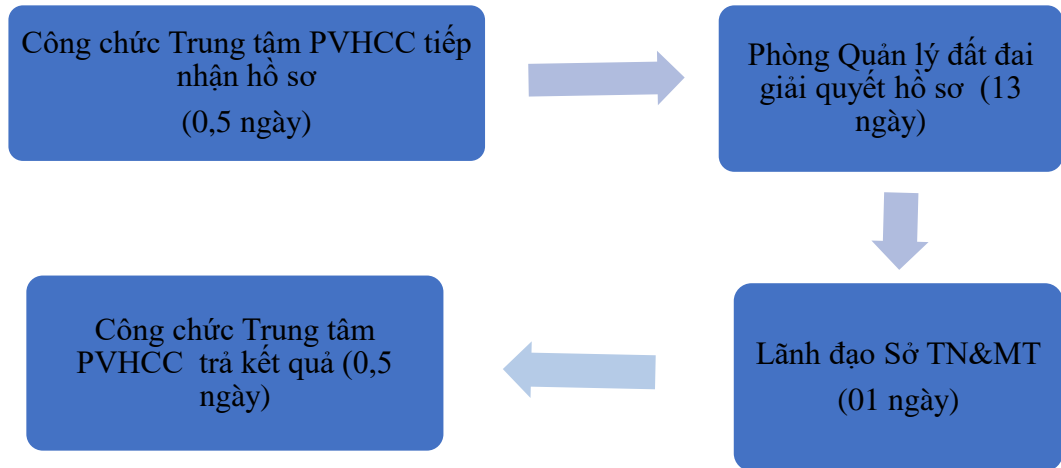 Công chức Trung tâm PVHCC tiếp
nhận hồ sơ
(0,5 ngày)
Phòng Quản lý đất đai
giải quyết hồ sơ (13
ngày)
Lãnh đạo Sở TN&MT
(01 ngày)
Công chức Trung tâm
PVHCC trả kết quả (0,5
ngày)